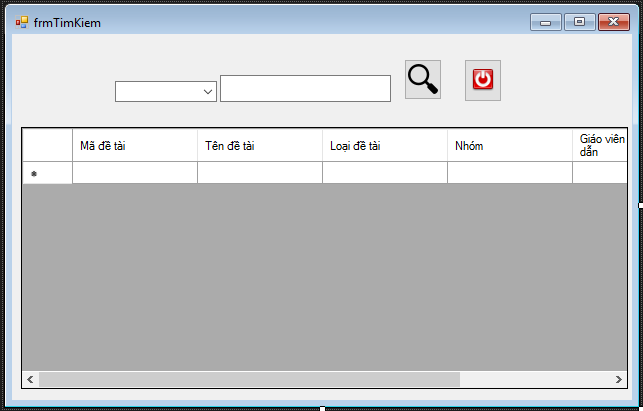 frmTimKiem
Mã đề tài Tên đề tài Loại đề tài Nhóm Giáo viên
dẫn